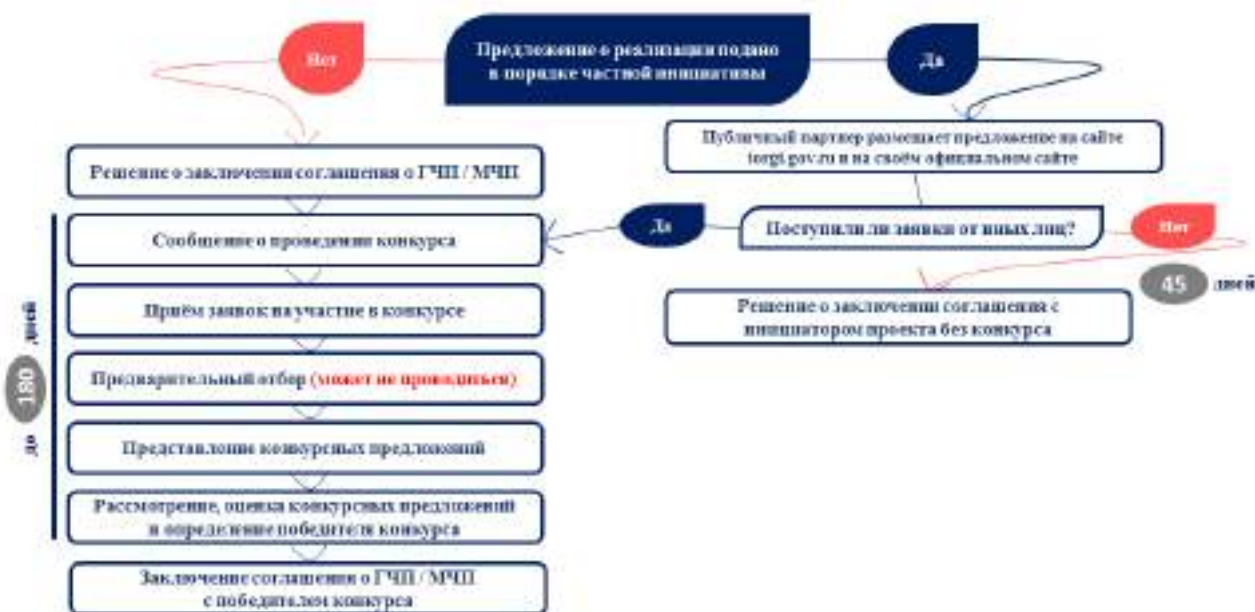 Предложение о реализации подано
в порядке частной инициативы
Нет
Да
Публичный партнер размещает предложение на сайте
torgi.gov.ru и на своём официальном сайте
Решение о заключении соглашения о ГЧП / МЧП
Сообщение о проведении конкурса
Да
Поступили ли заявки от иных лиц?
Нет
45 дней
Решение о заключении соглашения с
инициатором проекта без конкурса
Приём заявок на участие в конкурсе
до 180 дней
Предварительный отбор (может не проводиться)
Представление конкурсных предложений
Рассмотрение, оценка конкурсных предложений
и определение победителя конкурса
Заключение соглашения о ГЧП / МЧП
с победителем конкурса